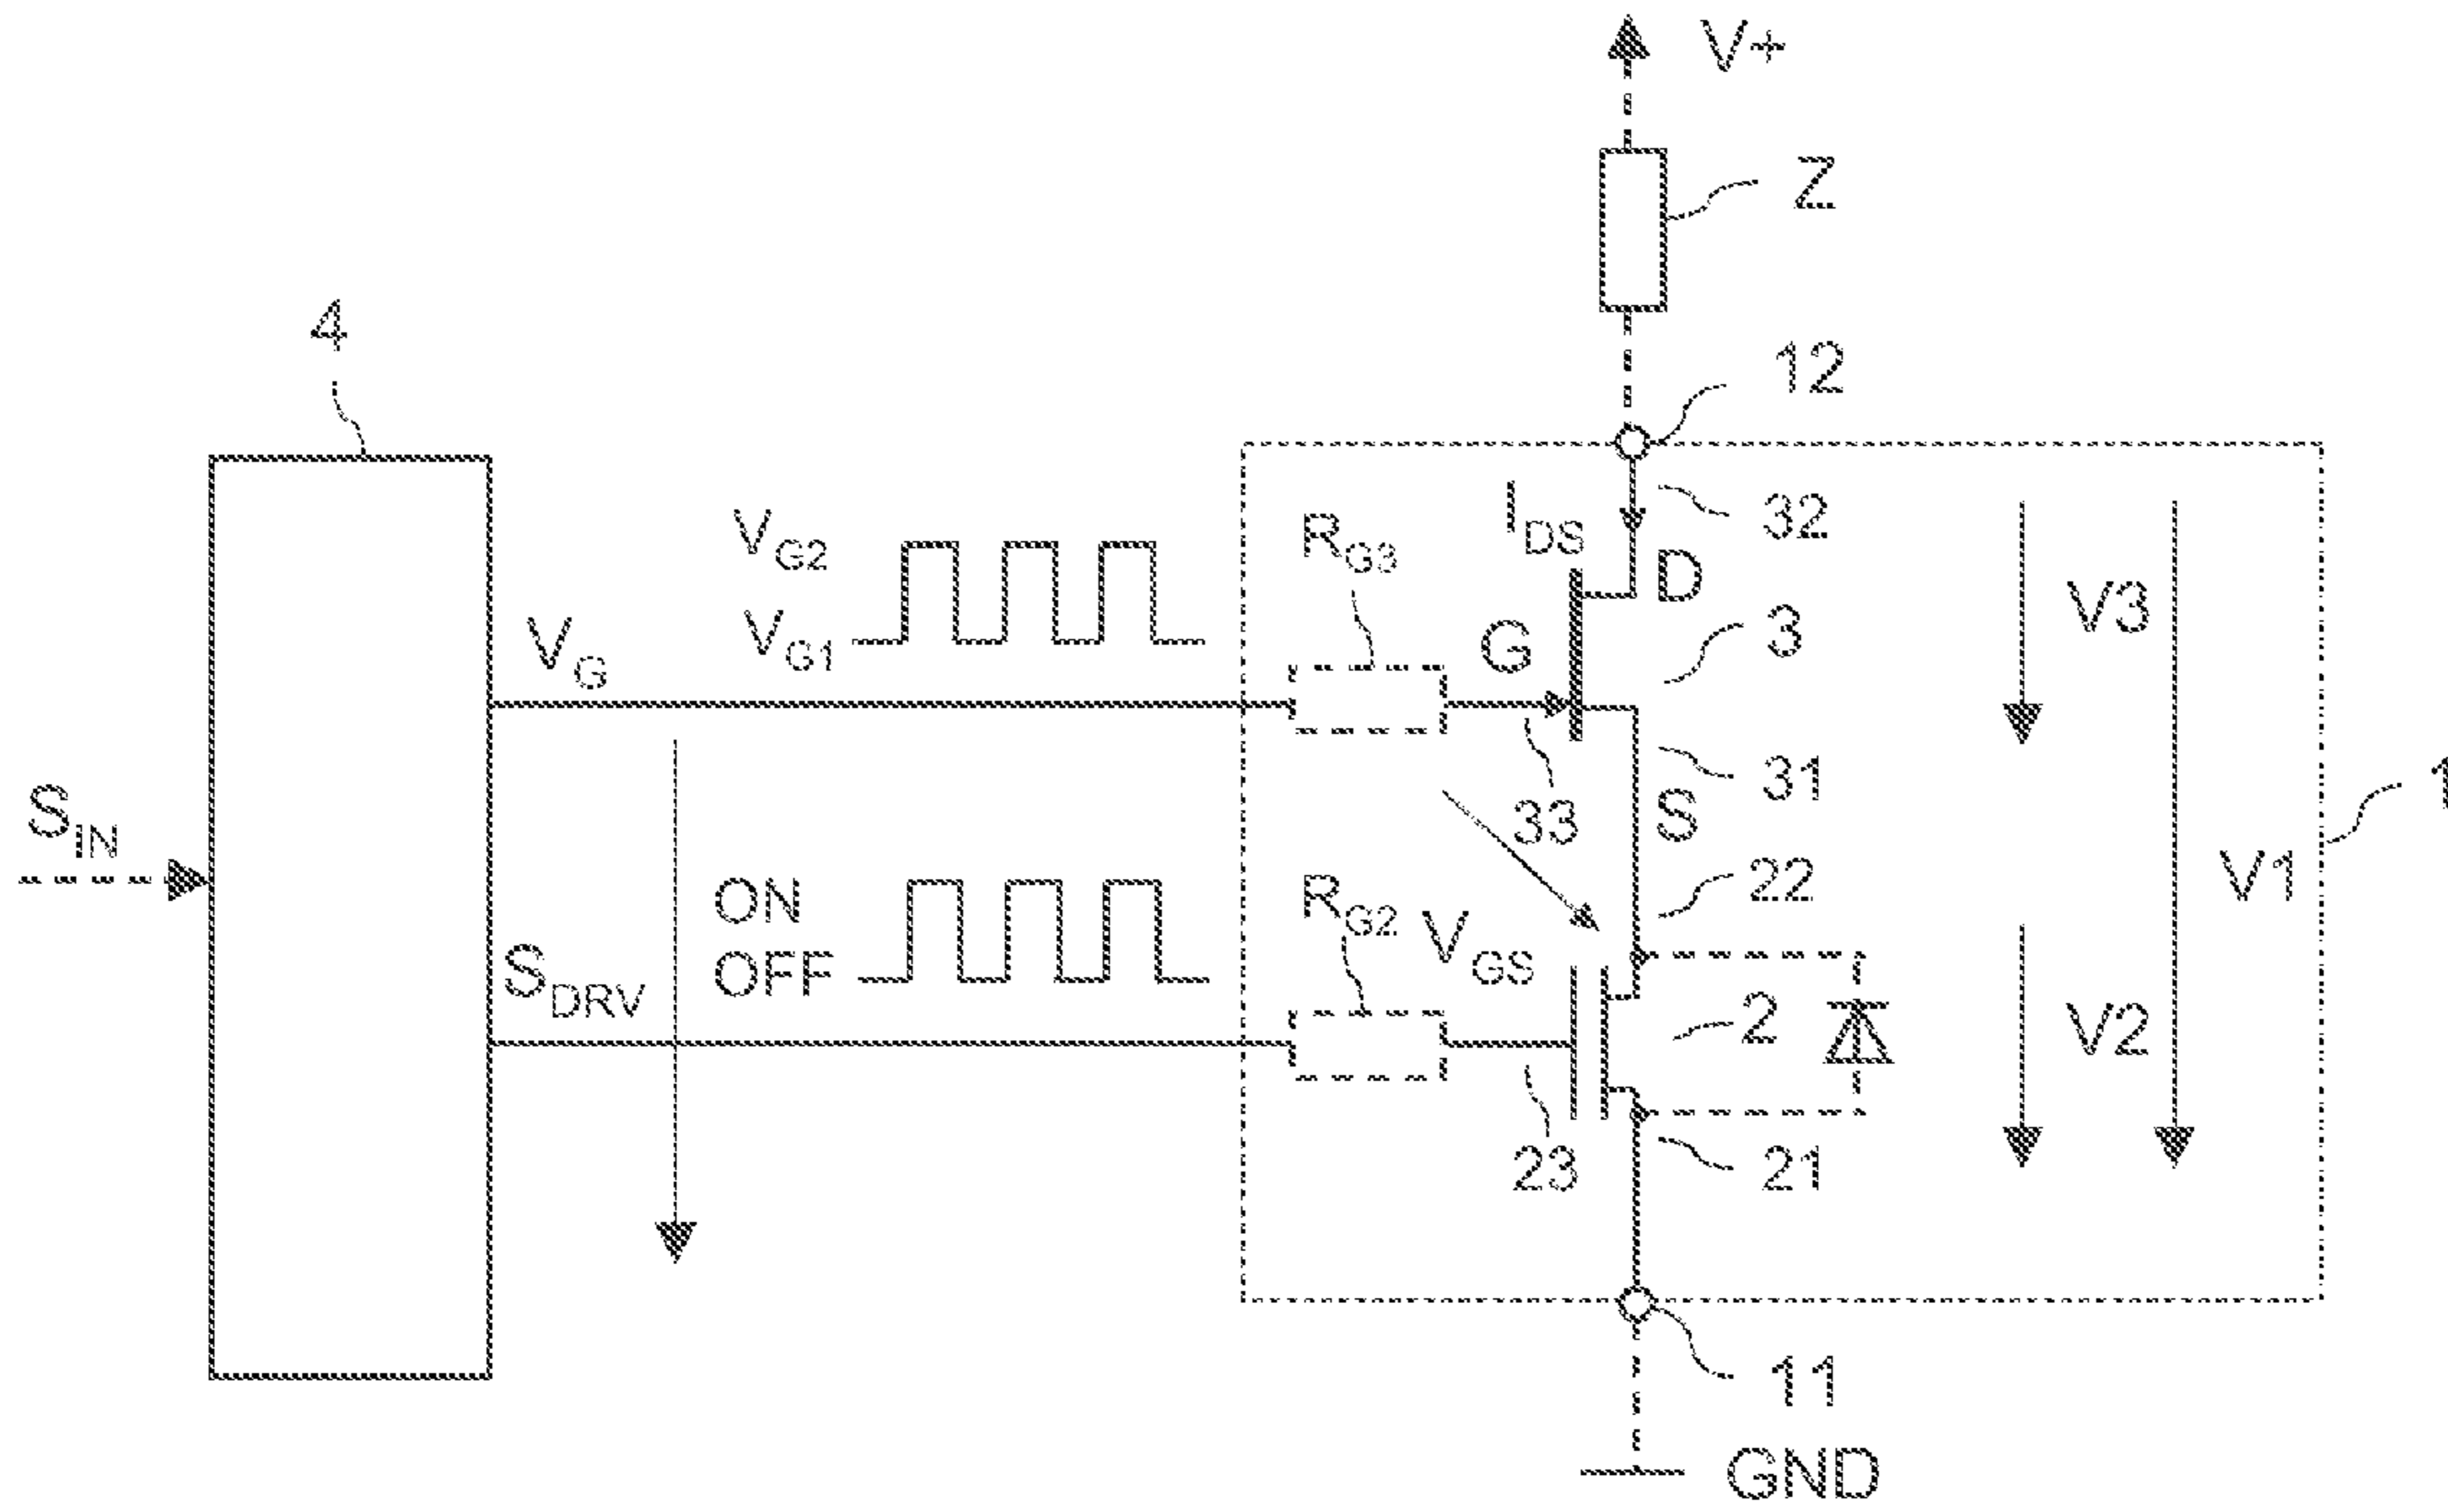 V+
Z
4
12
I_DS
32
V_G2
R_G3
D
V3
V_G1
3
V_G
G
31
S_IN
33
S
1
V1
ON
22
R_G2
V_GS
OFF
S_DRV
2
V2
23
21
11
GND